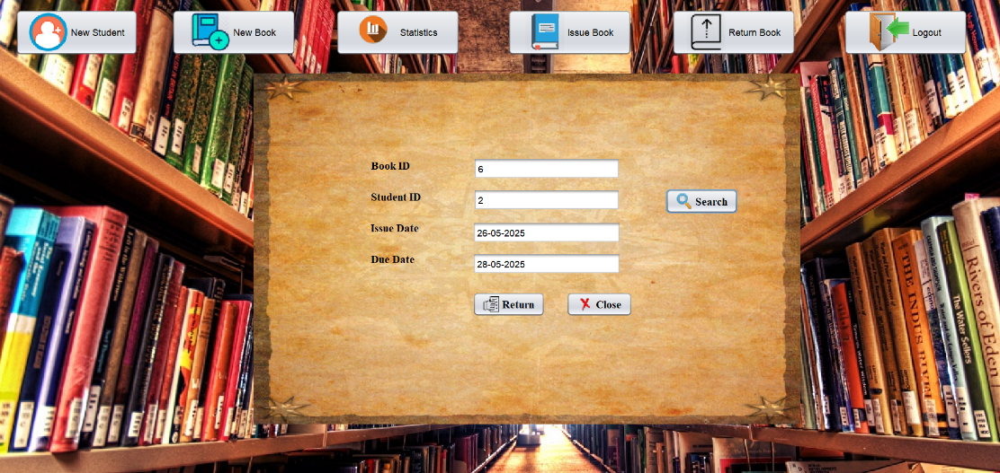 New Student
New Book
Statistics
Issue Book
Return Book
Logout
Book ID
6
Student ID
2
Search
Issue Date
26-05-2025
Due Date
28-05-2025
Return
Close
THE INDUS RIVER
The Water Sellers
Rivers of Eden